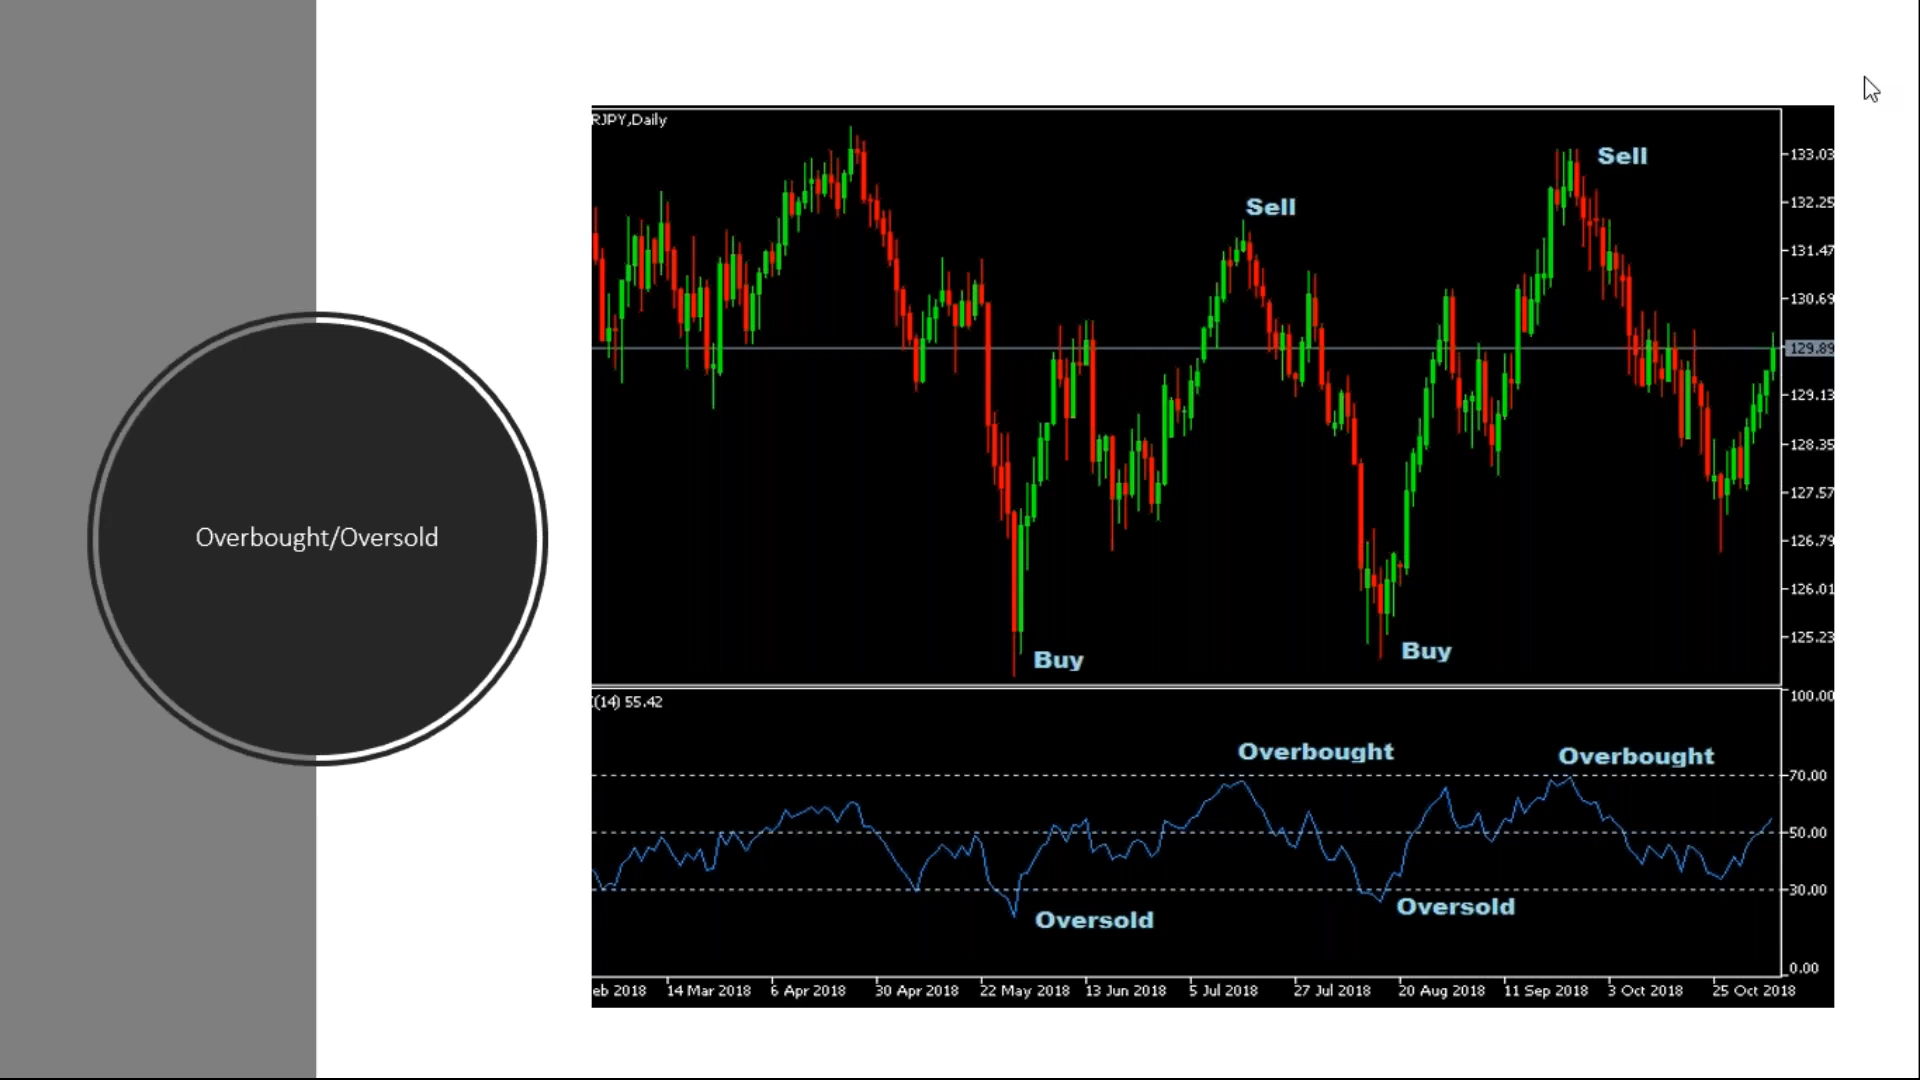 Overbought/Oversold
RJPY,Daily
Sell
Sell
Buy
Buy
133.03
132.25
131.47
130.69
129.89
129.13
128.35
127.57
126.79
126.01
125.23
(14) 55.42
Overbought
Overbought
Oversold
Oversold
100.00
70.00
50.00
30.00
0.00
eb 2018 14 Mar 2018 6 Apr 2018 30 Apr 2018 22 May 2018 13 Jun 2018 5 Jul 2018 27 Jul 2018 20 Aug 2018 11 Sep 2018 3 Oct 2018 25 Oct 2018